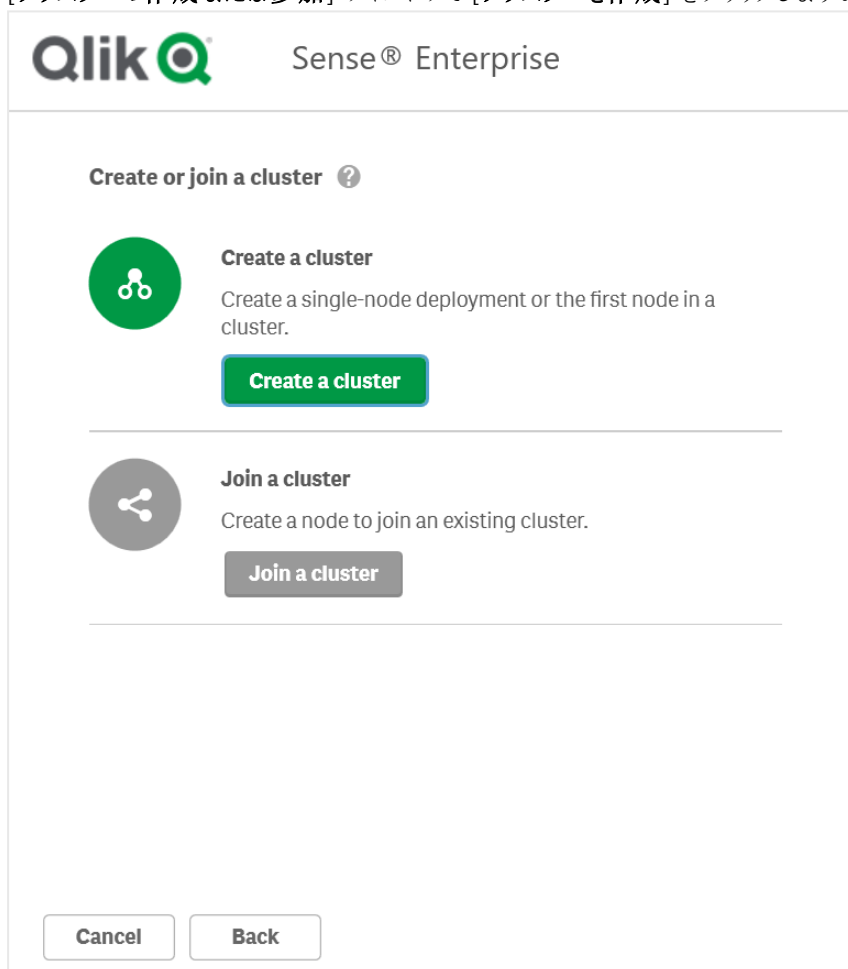 Qlik Sense® Enterprise
Create or join a cluster ?
Create a cluster
Create a single-node deployment or the first node in a
cluster.
Create a cluster
Join a cluster
Create a node to join an existing cluster.
Join a cluster
Cancel Back